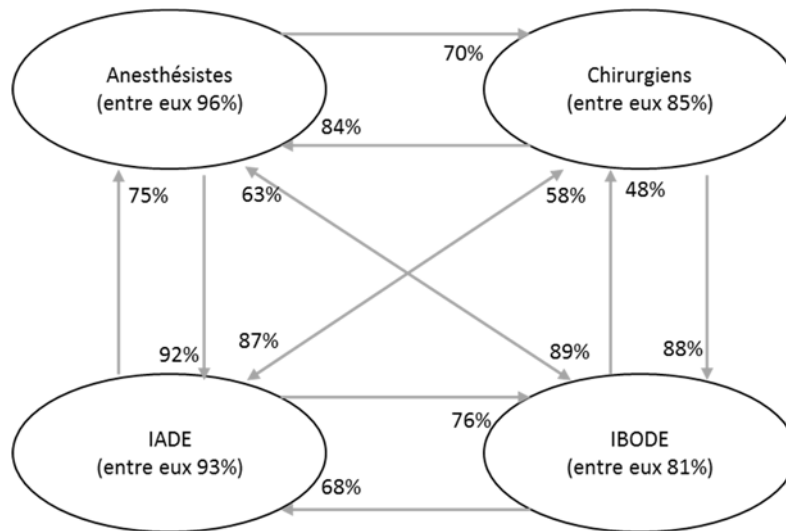 70%
Anesthésistes
(entre eux 96%)
Chirurgiens
(entre eux 85%)
84%
75%
63%
58%
48%
92%
87%
89%
88%
76%
IADE
(entre eux 93%)
IBODE
(entre eux 81%)
68%